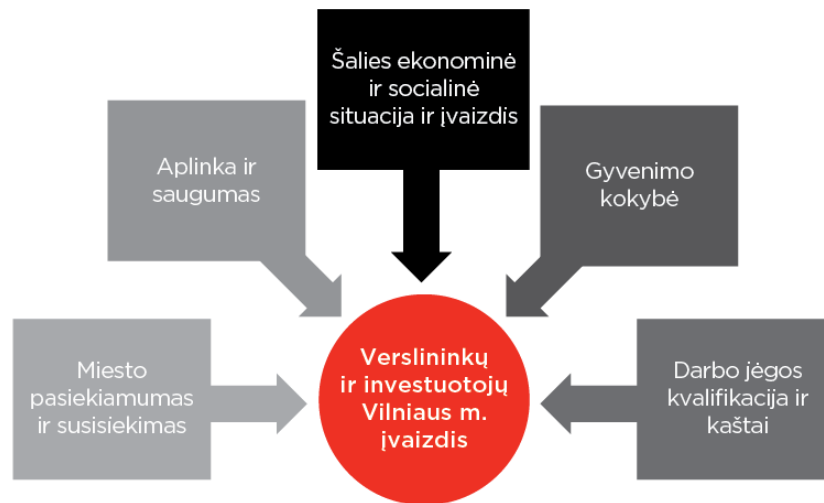 Šalies ekonominė
ir socialinė
situacija ir įvaizdis
Aplinka ir
saugumas
Gyvenimo
kokybė
Miesto
pasiekiamumas
ir susisiekimas
Verslininkų
ir investuotojų
Vilniaus m.
įvaizdis
Darbo jėgos
kvalifikacija ir
kaštai